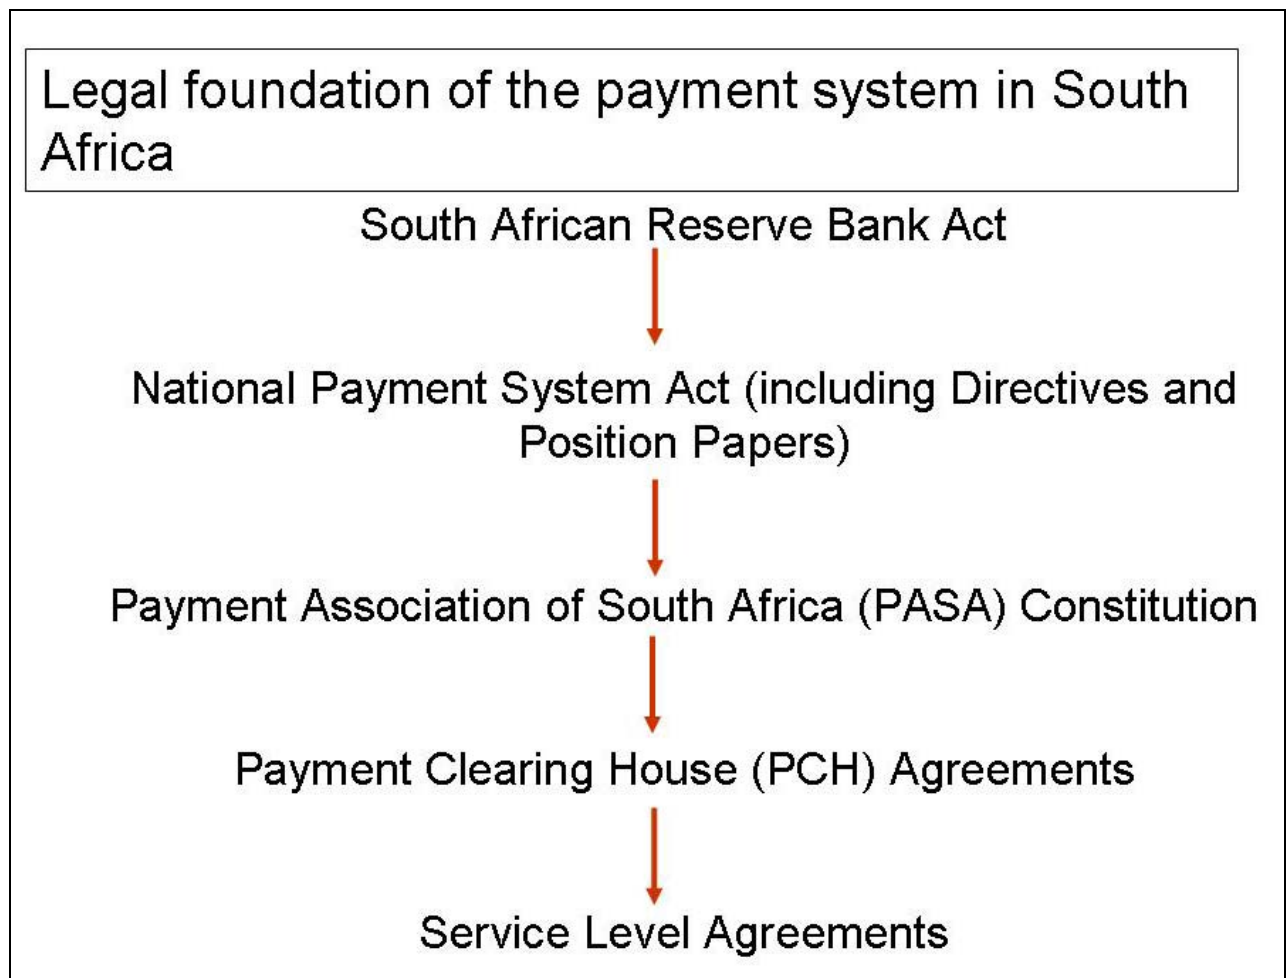 Legal foundation of the payment system in South
Africa
South African Reserve Bank Act
National Payment System Act (including Directives and
Position Papers)
Payment Association of South Africa (PASA) Constitution
Payment Clearing House (PCH) Agreements
Service Level Agreements